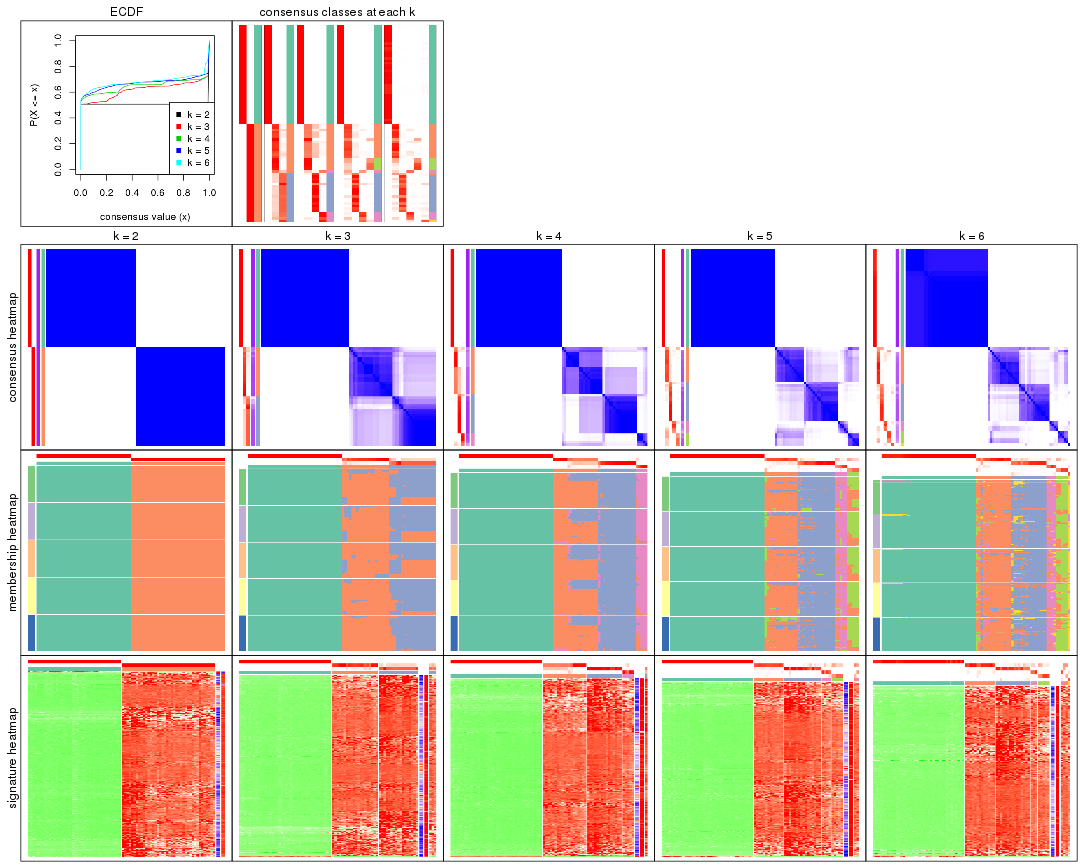 ECDF
consensus classes at each k
P(X <= x)
1.0
0.8
0.6
0.4
0.2
0.0
k = 2
k = 3
k = 4
k = 5
k = 6
0.0 0.2 0.4 0.6 0.8 1.0
consensus value (x)
k = 2
k = 3
k = 4
k = 5
k = 6
consensus heatmap
membership heatmap
signature heatmap